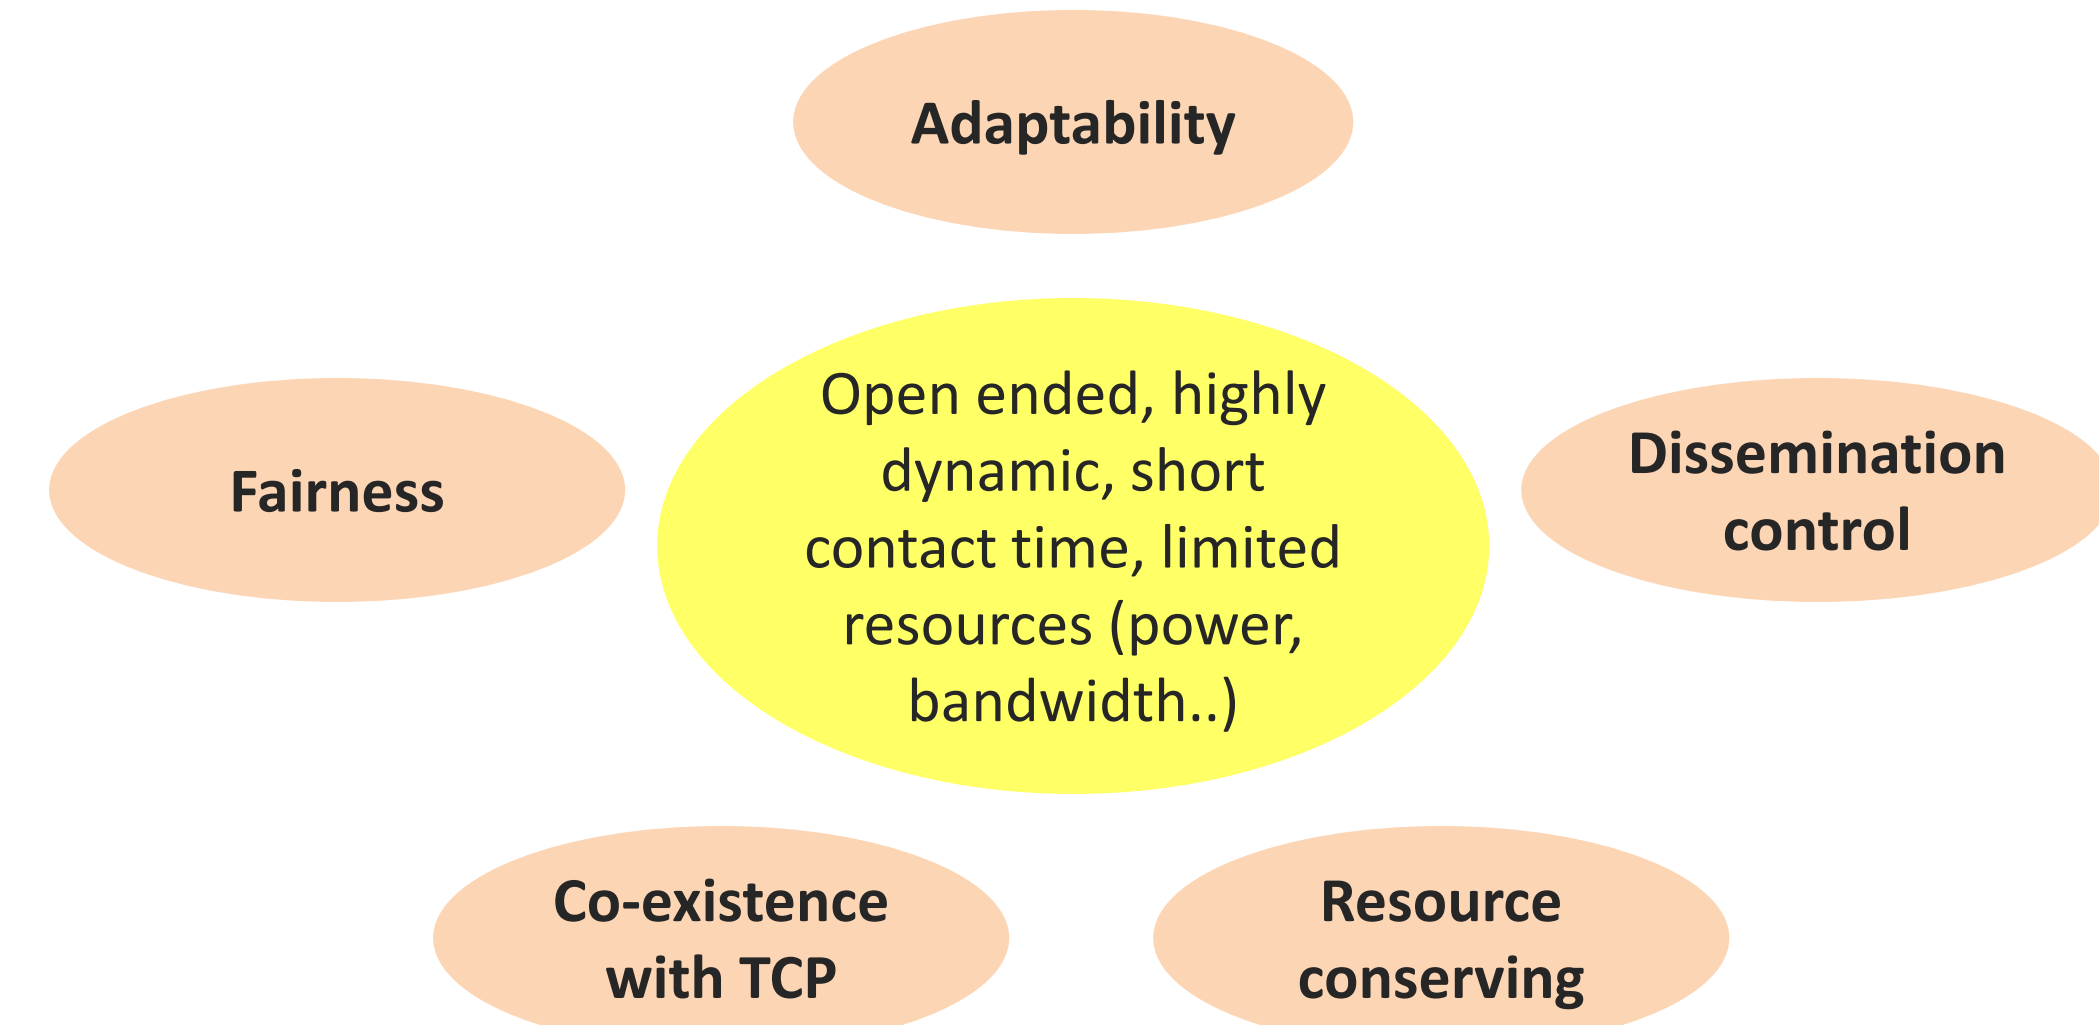 Adaptability
Open ended, highly
dynamic, short
contact time, limited
resources (power,
bandwidth..)
Fairness
Dissemination
control
Co-existence
with TCP
Resource
conserving